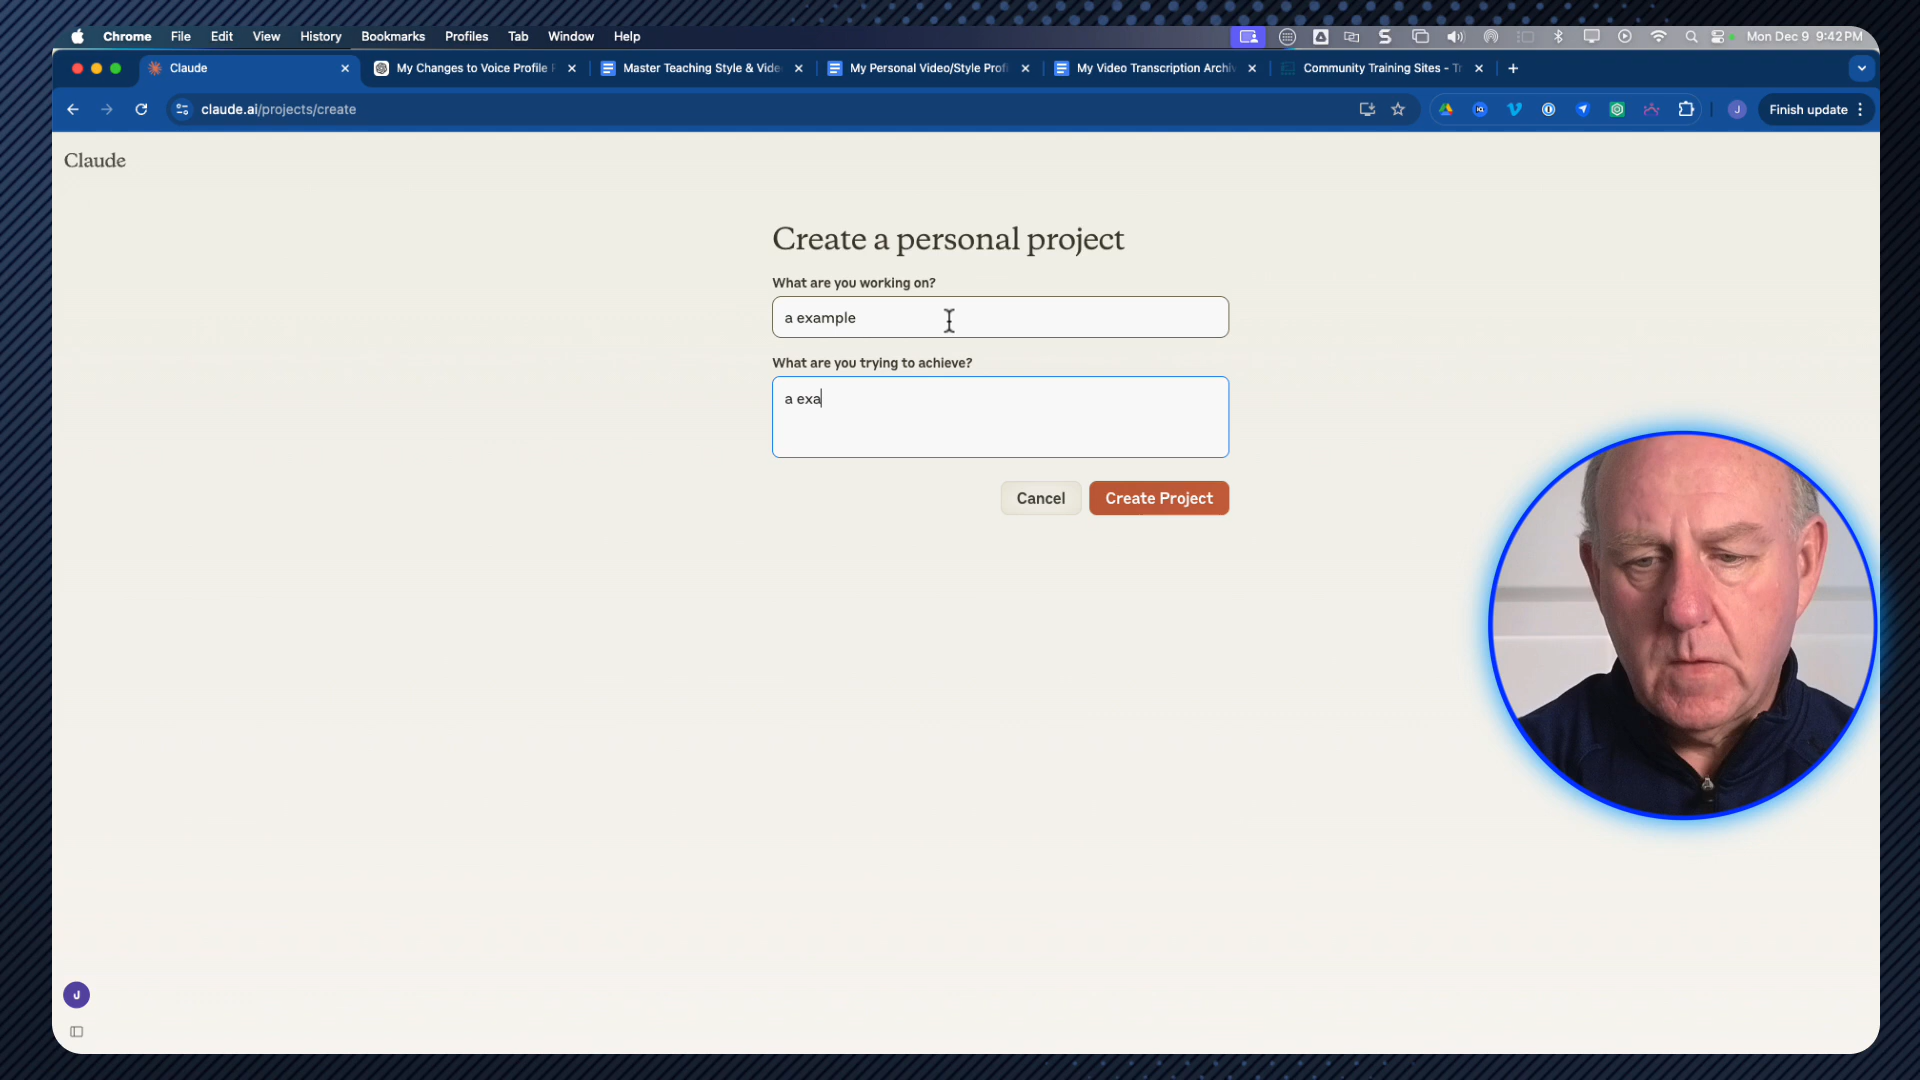 Chrome File Edit View History Bookmarks Profiles Tab Window Help Mon Dec 9 9:42 PM
Claude My Changes to Voice Profile Master Teaching Style & Vide My Personal Video/Style Prof My Video Transcription Archi Community Training Sites - Tr
claude.ai/projects/create J Finish update
Claude
Create a personal project
What are you working on?
a example
What are you trying to achieve?
a exa
Cancel Create Project
J